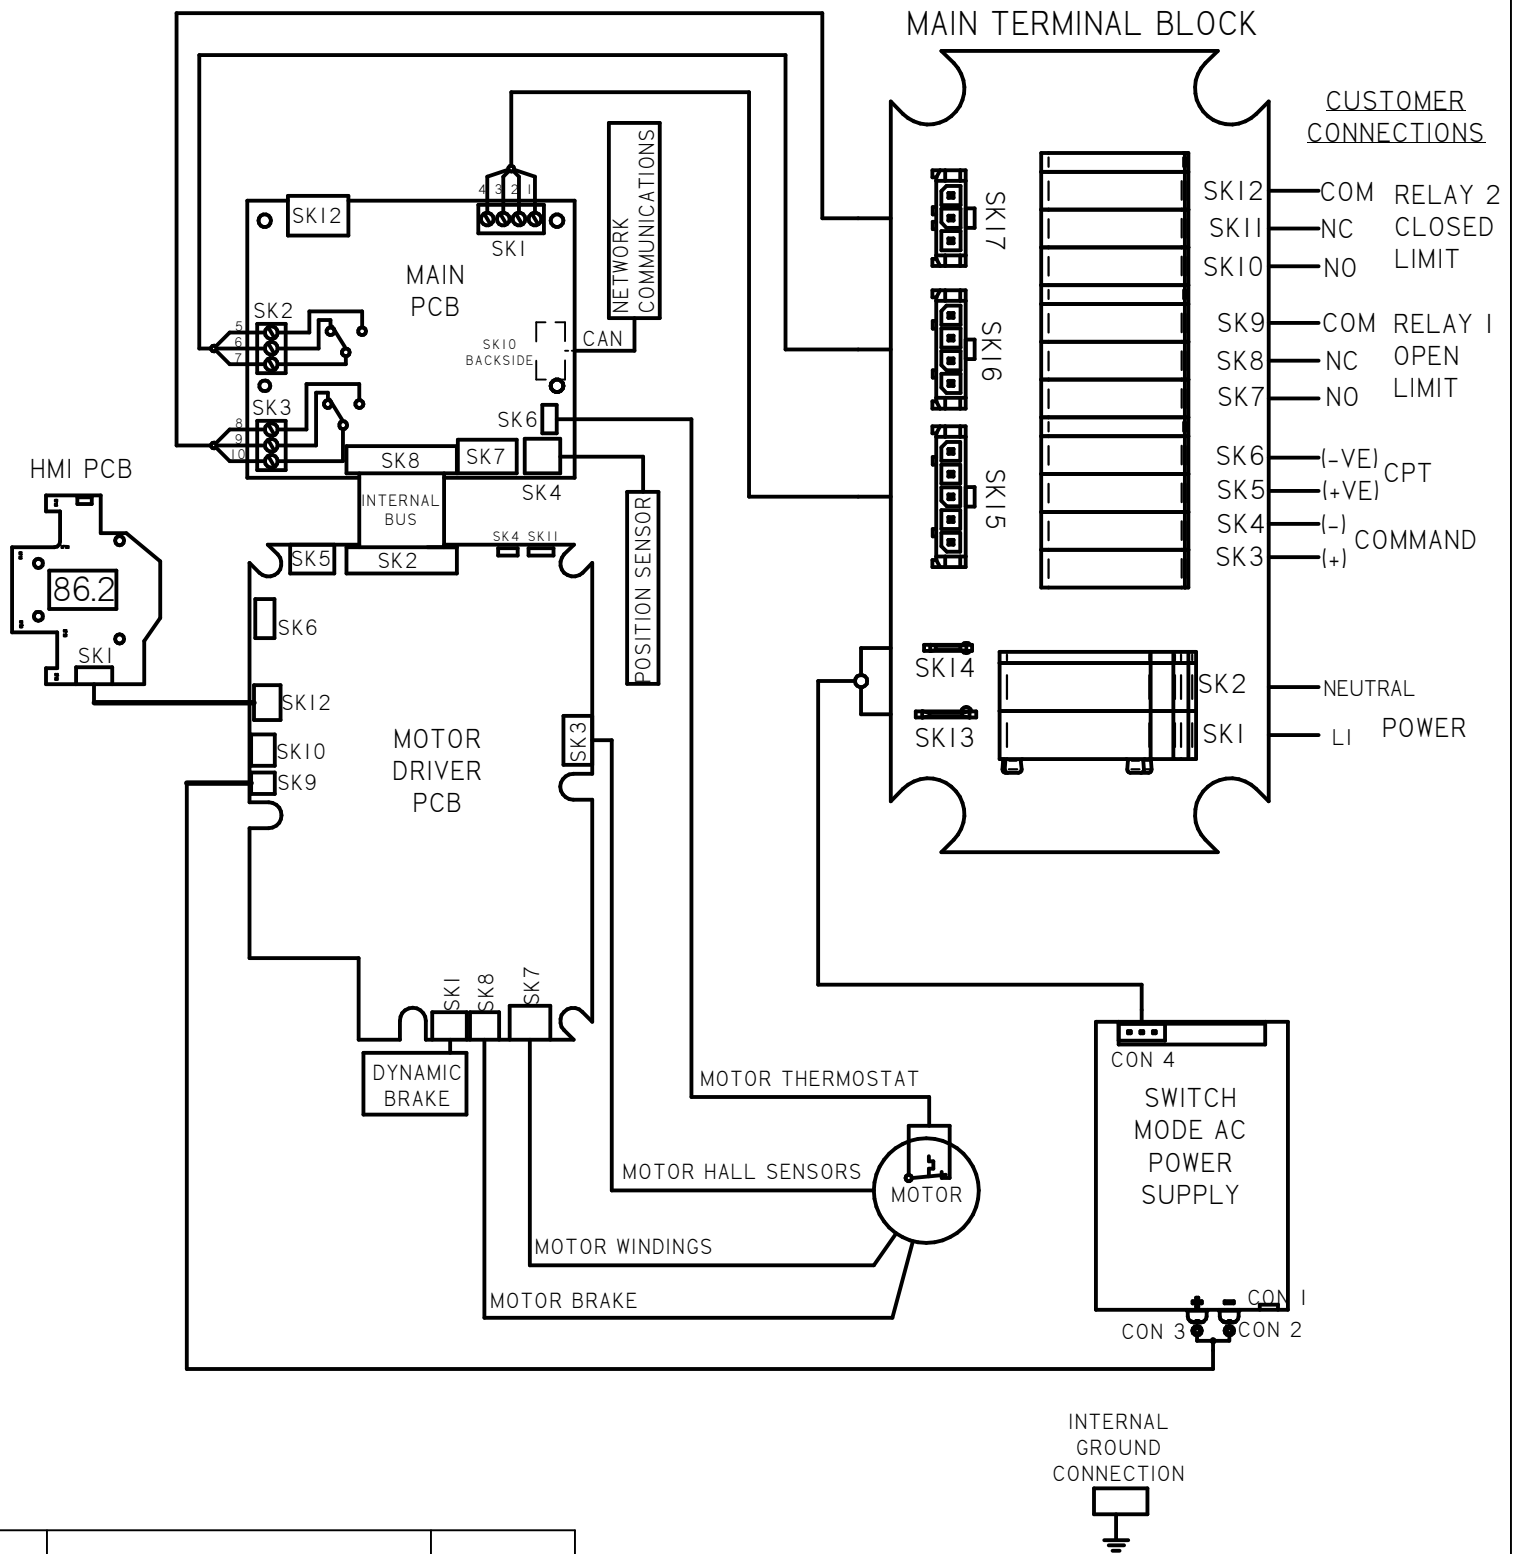 MAIN TERMINAL BLOCK
CUSTOMER
CONNECTIONS
SK12
COM
RELAY 2
SK11
NC
CLOSED
SK10
NO
LIMIT
SK9
COM
RELAY 1
SK8
NC
OPEN
SK7
NO
LIMIT
SK6
(-VE)
CPT
SK5
(+VE)
SK4
(-)
COMMAND
SK3
(+)
SK2
NEUTRAL
SK1
L1
POWER
SK17
SK16
SK15
SK14
SK13
NETWORK
COMMUNICATIONS
4 3 2 1
SK12
SK1
MAIN
PCB
SK2
5
6
7
SK10
BACKSIDE
CAN
SK3
8
9
10
SK6
SK8
SK7
SK4
INTERNAL
BUS
POSITION SENSOR
HMI PCB
86.2
SK1
SK4 SK11
SK5
SK2
SK6
SK12
SK10
SK9
SK3
MOTOR
DRIVER
PCB
SK1
SK8
SK7
DYNAMIC
BRAKE
MOTOR THERMOSTAT
MOTOR HALL SENSORS
MOTOR
MOTOR WINDINGS
MOTOR BRAKE
CON 4
SWITCH
MODE AC
POWER
SUPPLY
+ -
CON 1
CON 3
CON 2
INTERNAL
GROUND
CONNECTION